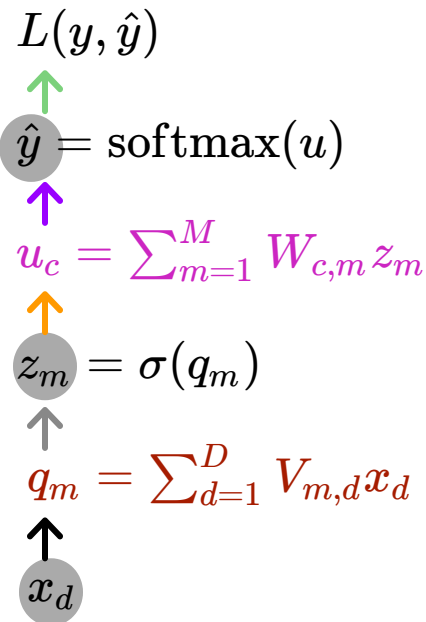 L(y, ŷ)
ŷ = softmax(u)
u_c = ∑_{m=1}^{M} W_{c,m} z_m
z_m = σ(q_m)
q_m = ∑_{d=1}^{D} V_{m,d} x_d
x_d